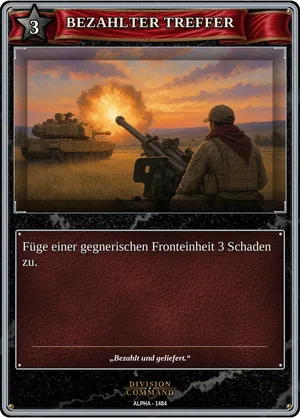 3
BEZAHLTER TREFFER
Füge einer gegnerischen Fronteinheit 3 Schaden
zu.
„Bezahlt und geliefert.“
DIVISION
COMMAND
ALPHA - 1484